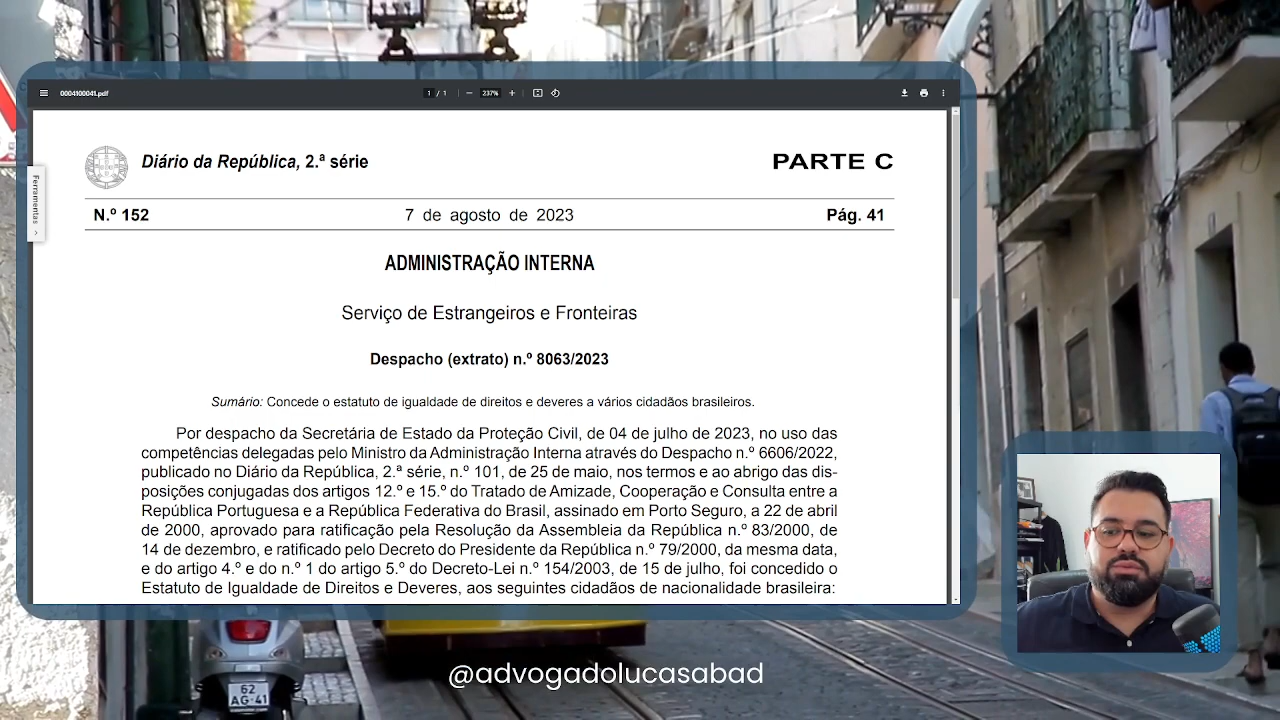 0004100041.pdf
1 / 1
237%
Ferramentas
Diário da República, 2.ª série
PARTE C
N.º 152
7 de agosto de 2023
Pág. 41
ADMINISTRAÇÃO INTERNA
Serviço de Estrangeiros e Fronteiras
Despacho (extrato) n.º 8063/2023
Sumário: Concede o estatuto de igualdade de direitos e deveres a vários cidadãos brasileiros.
Por despacho da Secretária de Estado da Proteção Civil, de 04 de julho de 2023, no uso das
competências delegadas pelo Ministro da Administração Interna através do Despacho n.º 6606/2022,
publicado no Diário da República, 2.ª série, n.º 101, de 25 de maio, nos termos e ao abrigo das dis-
posições conjugadas dos artigos 12.º e 15.º do Tratado de Amizade, Cooperação e Consulta entre a
República Portuguesa e a República Federativa do Brasil, assinado em Porto Seguro, a 22 de abril
de 2000, aprovado para ratificação pela Resolução da Assembleia da República n.º 83/2000, de
14 de dezembro, e ratificado pelo Decreto do Presidente da República n.º 79/2000, da mesma data,
e do artigo 4.º e do n.º 1 do artigo 5.º do Decreto-Lei n.º 154/2003, de 15 de julho, foi concedido o
Estatuto de Igualdade de Direitos e Deveres, aos seguintes cidadãos de nacionalidade brasileira:
62
AG·41
@advogadolucasabad